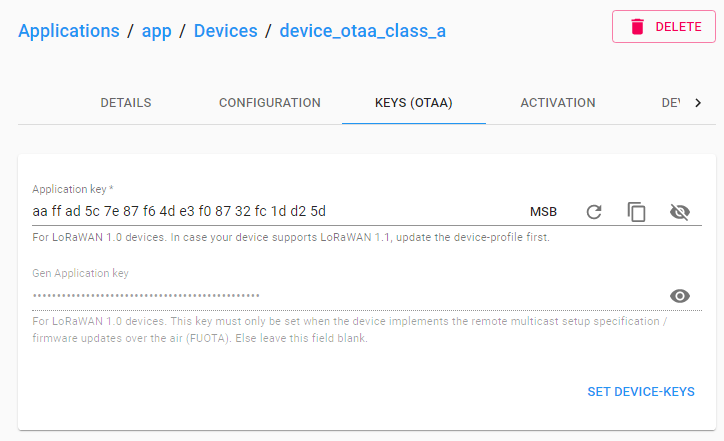 Applications / app / Devices / device_otaa_class_a
DELETE
DETAILS CONFIGURATION KEYS (OTAA) ACTIVATION DEV
Application key *
aa ff ad 5c 7e 87 f6 4d e3 f0 87 32 fc 1d d2 5d MSB
For LoRaWAN 1.0 devices. In case your device supports LoRaWAN 1.1, update the device-profile first.
Gen Application key
••••••••••••••••••••••••••••••••••••••••••••••••
For LoRaWAN 1.0 devices. This key must only be set when the device implements the remote multicast setup specification /
firmware updates over the air (FUOTA). Else leave this field blank.
SET DEVICE-KEYS